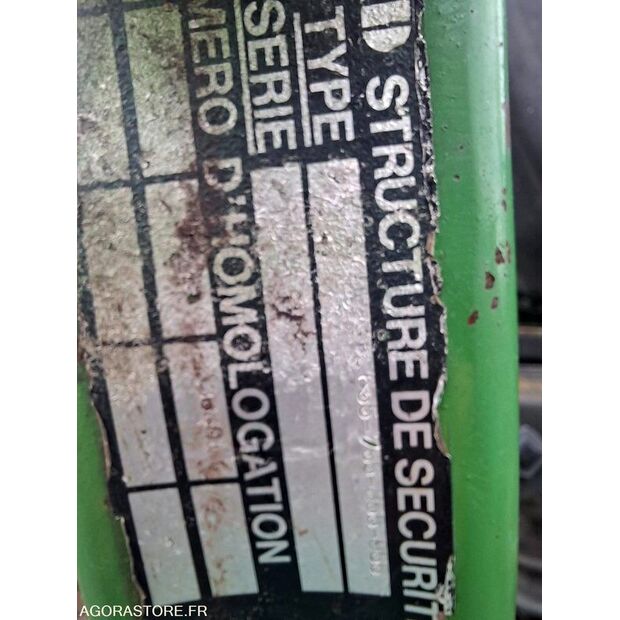 STRUCTURE DE SECURIT
TYPE
SERIE
MERO D'HOMOLOGATION
AGORASTORE.FR